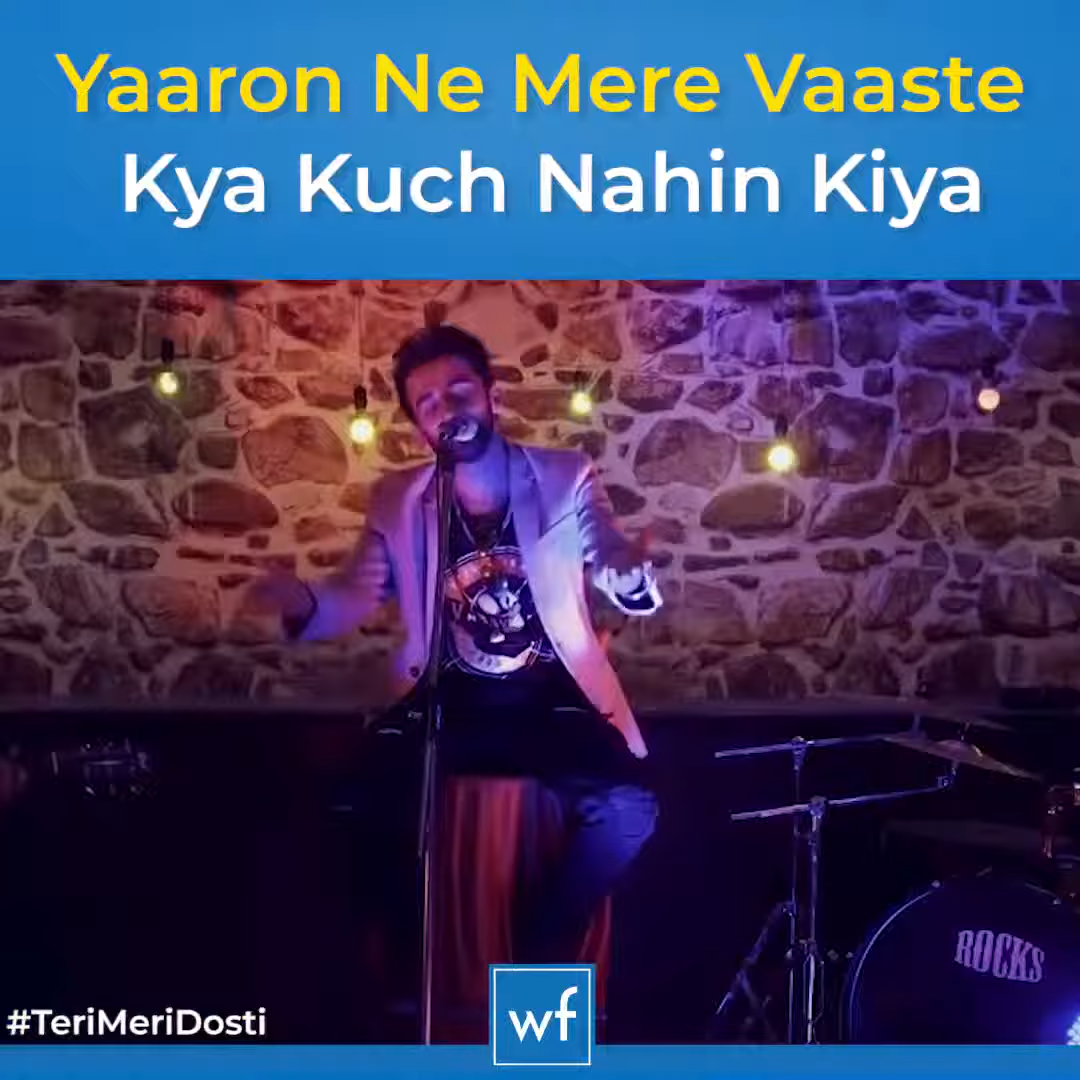 Yaaron Ne Mere Vaaste
Kya Kuch Nahin Kiya
ROCKS
#TeriMeriDosti
wf